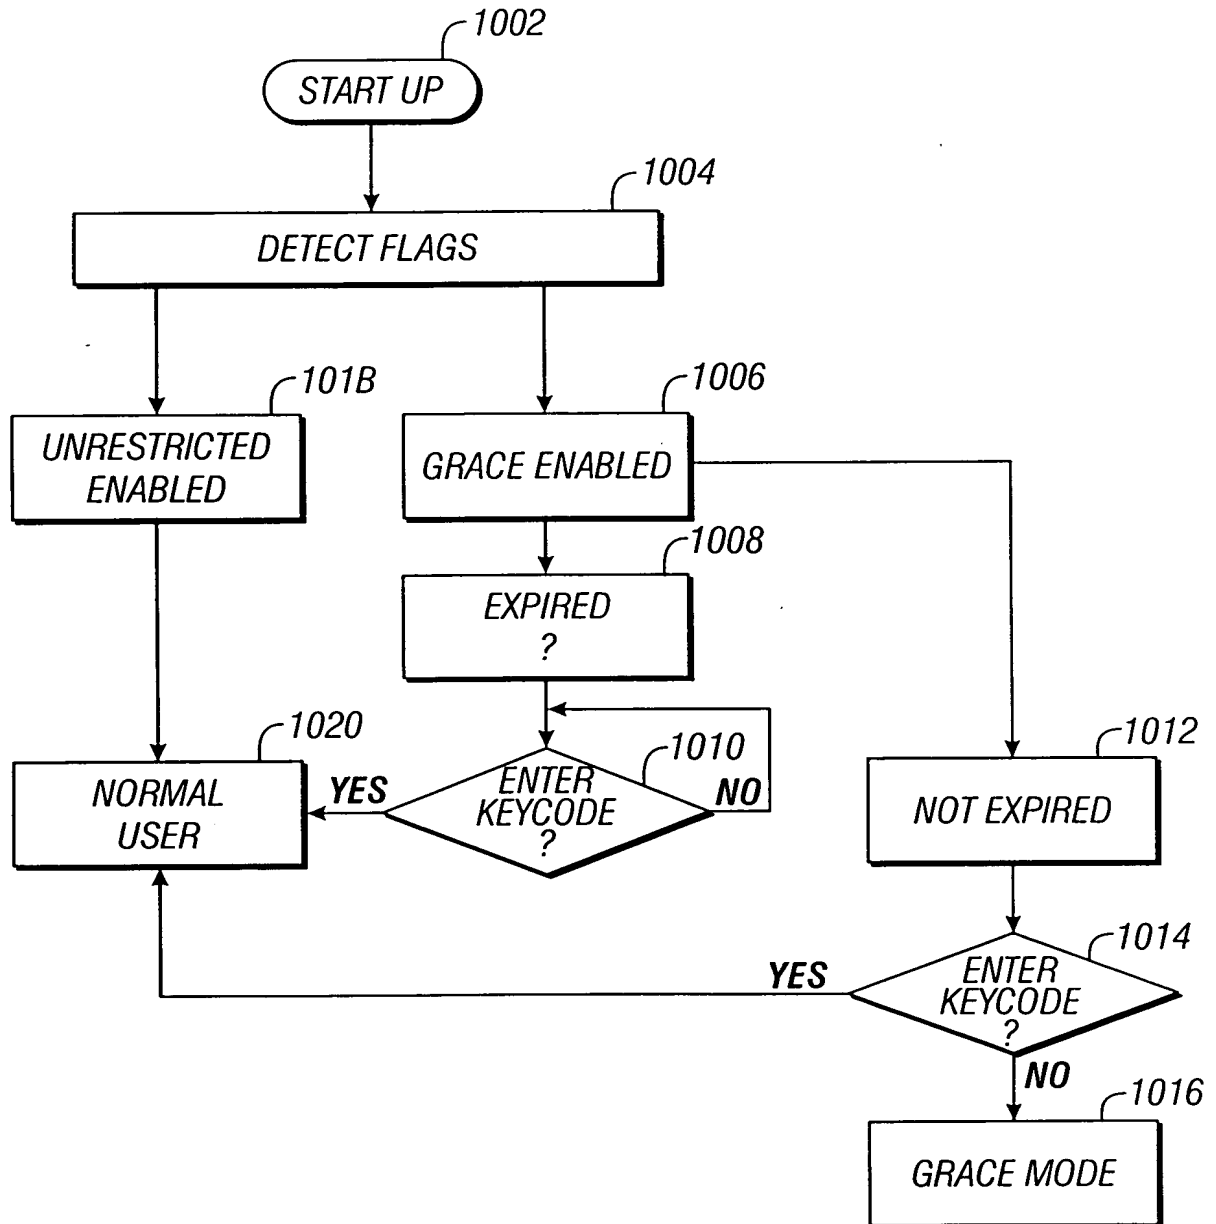 1002
START UP
1004
DETECT FLAGS
101B
UNRESTRICTED
ENABLED
1006
GRACE ENABLED
1008
EXPIRED
?
1020
NORMAL
USER
YES
1010
ENTER
KEYCODE
?
NO
1012
NOT EXPIRED
1014
ENTER
KEYCODE
?
YES
NO
1016
GRACE MODE